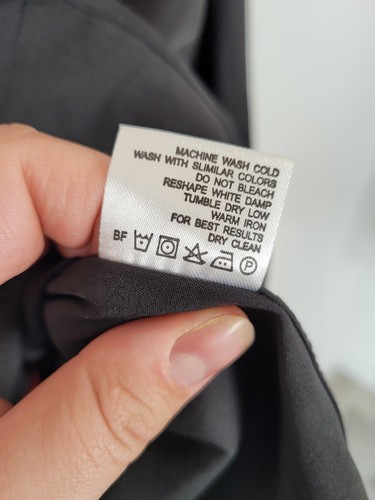 MACHINE WASH COLD
WASH WITH SLIMILAR COLORS
DO NOT BLEACH
RESHAPE WHITE DAMP
TUMBLE DRY LOW
WARM IRON
FOR BEST RESULTS
DRY CLEAN
BF P